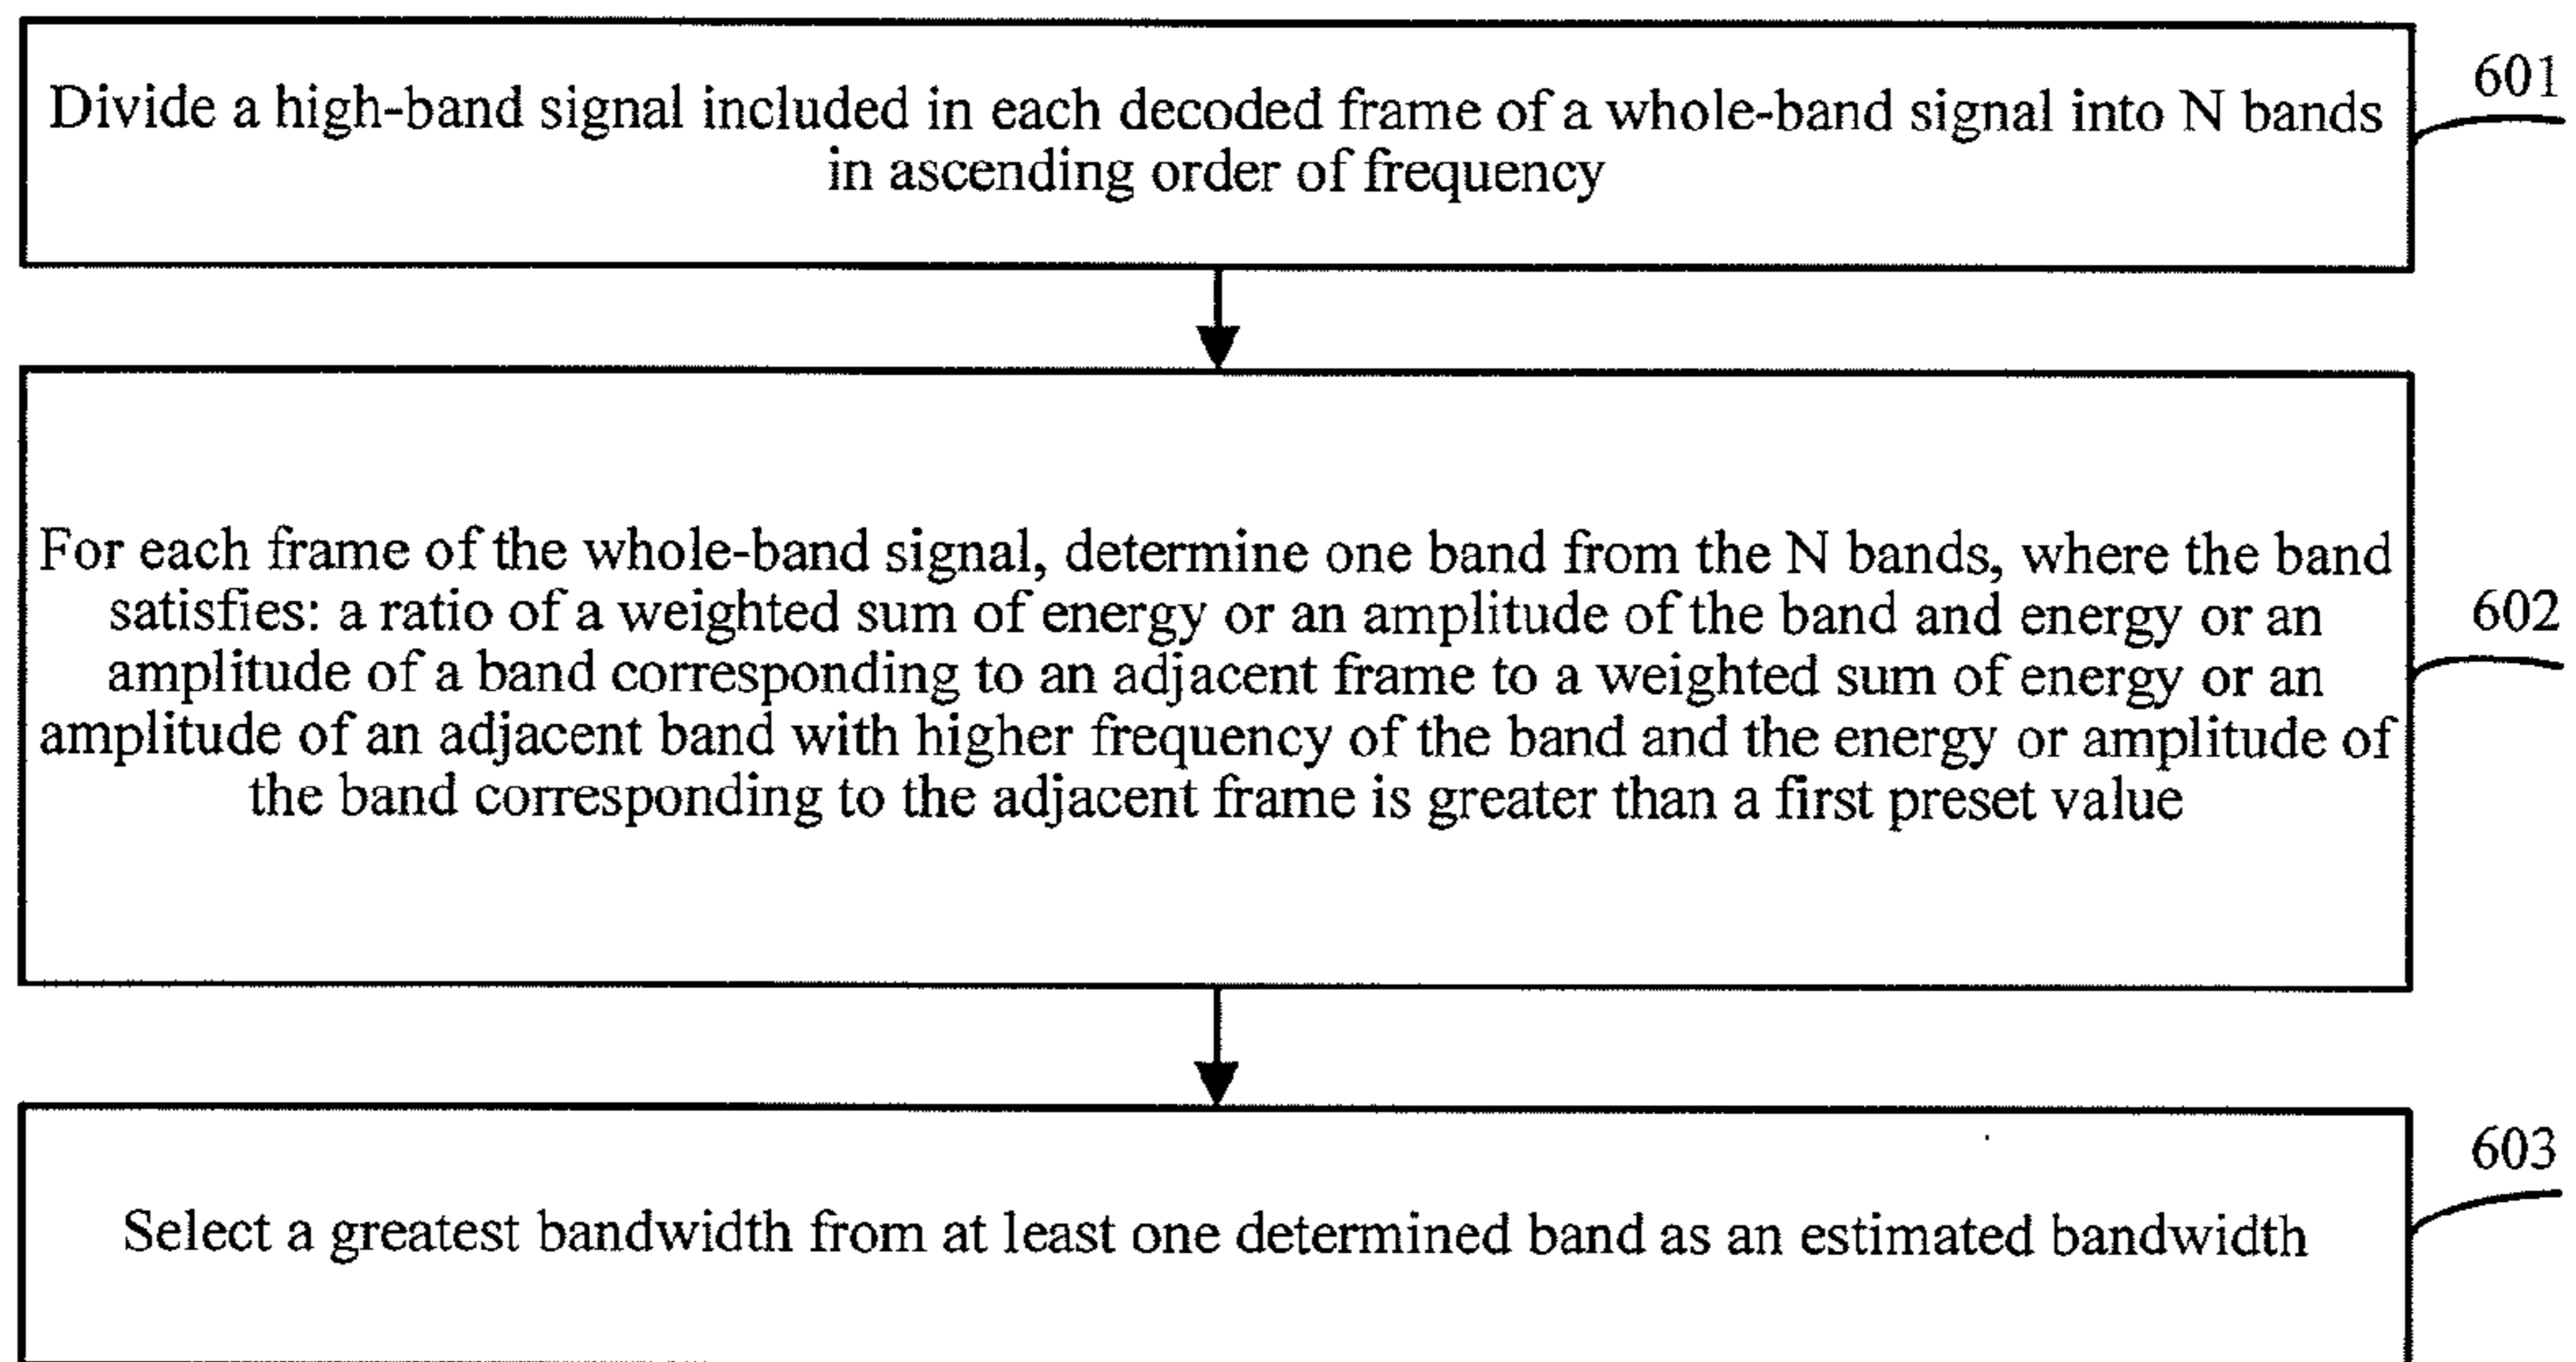 Divide a high-band signal included in each decoded frame of a whole-band signal into N bands
in ascending order of frequency
601
For each frame of the whole-band signal, determine one band from the N bands, where the band
satisfies: a ratio of a weighted sum of energy or an amplitude of the band and energy or an
amplitude of a band corresponding to an adjacent frame to a weighted sum of energy or an
amplitude of an adjacent band with higher frequency of the band and the energy or amplitude of
the band corresponding to the adjacent frame is greater than a first preset value
602
Select a greatest bandwidth from at least one determined band as an estimated bandwidth
603